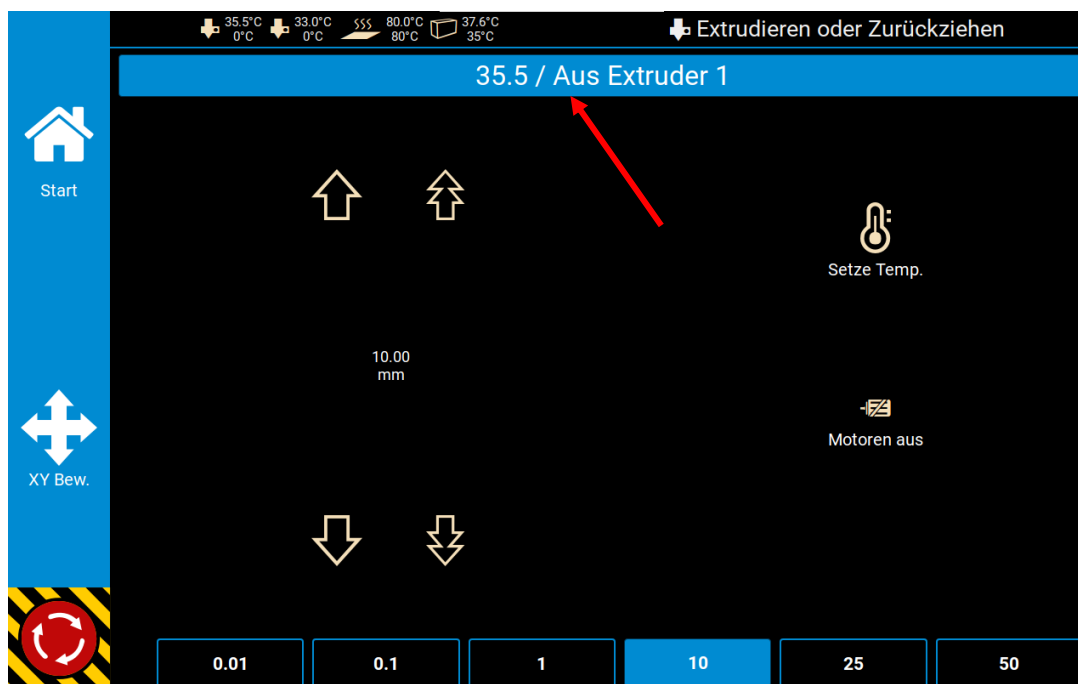 35.5°C 33.0°C 80.0°C 37.6°C
0°C 0°C 80°C 35°C
Extrudieren oder Zurückziehen
35.5 / Aus Extruder 1
Start
Setze Temp.
10.00
mm
Motoren aus
XY Bew.
0.01 0.1 1 10 25 50